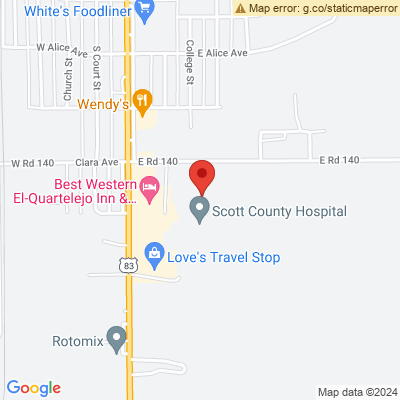 White's Foodliner
Map error: g.co/staticmaperror
W Alice Ave
E Alice Ave
Church St
S Court St
College St
Wendy's
W Rd 140
Ciara Ave
E Rd 140
E Rd 140
Best Western
El-Quartelejo Inn &...
Scott County Hospital
83
Love's Travel Stop
Rotomix
Google
Map data ©2024